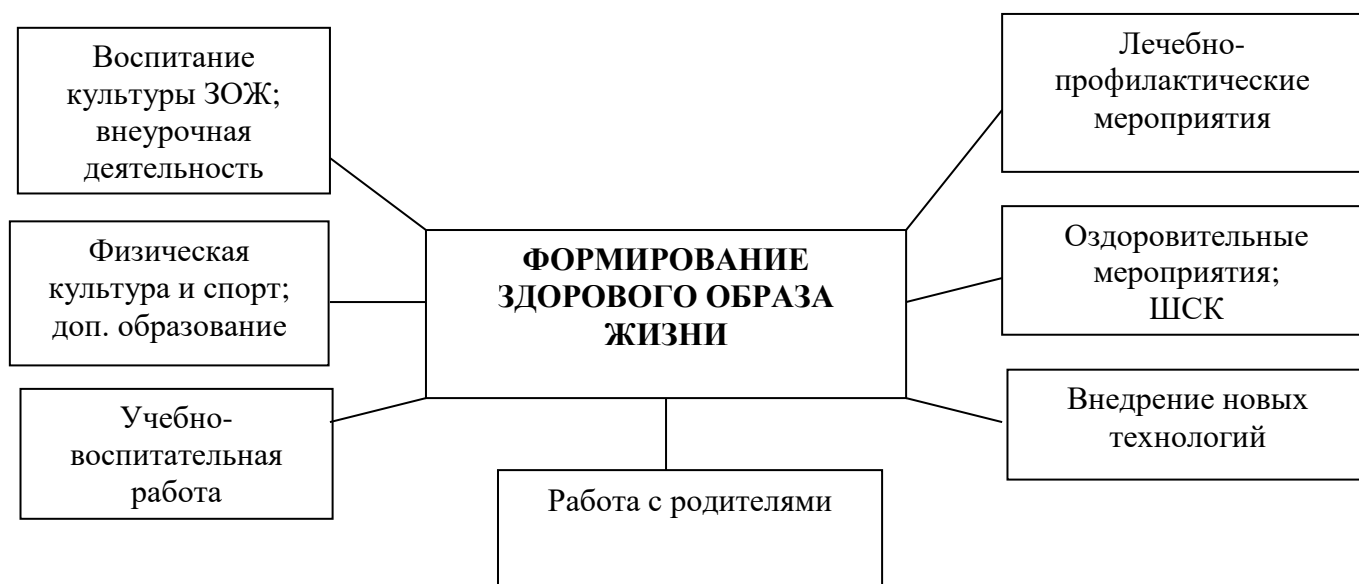 Воспитание
культуры ЗОЖ;
внеурочная
деятельность
Физическая
культура и спорт;
доп. образование
Учебно-
воспитательная
работа
ФОРМИРОВАНИЕ
ЗДОРОВОГО ОБРАЗА
ЖИЗНИ
Работа с родителями
Лечебно-
профилактические
мероприятия
Оздоровительные
мероприятия;
ШСК
Внедрение новых
технологий